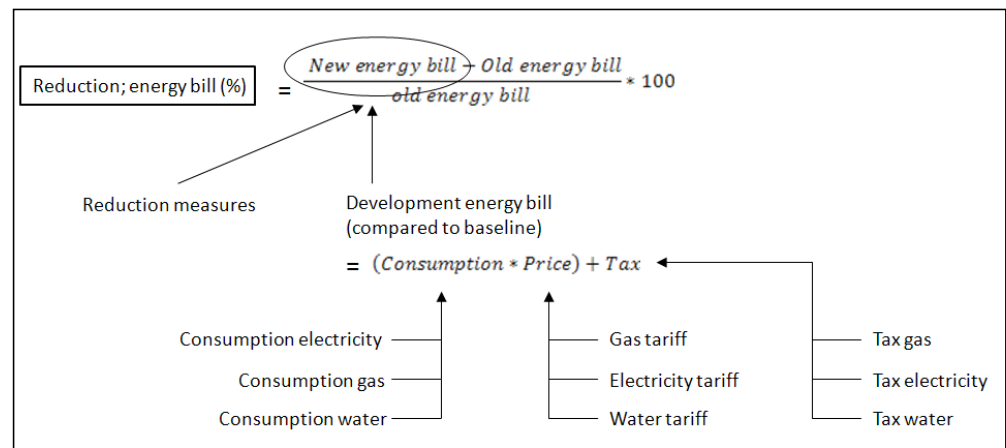 New energy bill − Old energy bill
Reduction; energy bill (%) = * 100
old energy bill
Reduction measures
Development energy bill
(compared to baseline)
= (Consumption * Price) + Tax
Consumption electricity
Gas tariff
Tax gas
Consumption gas
Electricity tariff
Tax electricity
Consumption water
Water tariff
Tax water